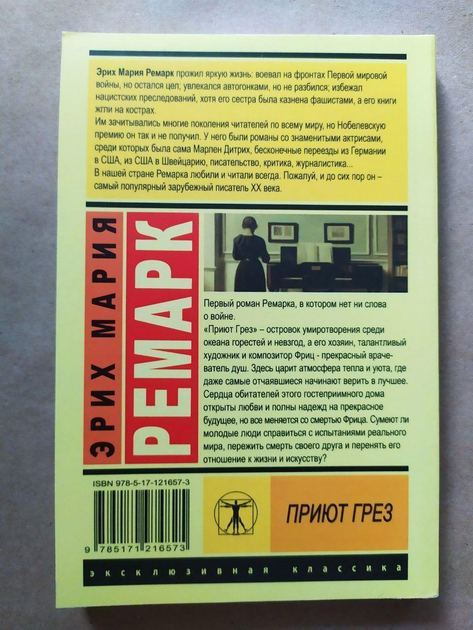 Эрих Мария Ремарк прожил яркую жизнь: воевал на фронтах Первой мировой
войны, но остался цел; увлекался автогонками, но не разбился; избежал
нацистских преследований, хотя его сестра была казнена фашистами, а его книги
жгли на кострах.
Им зачитывались многие поколения читателей по всему миру, но Нобелевскую
премию он так и не получил. У него были романы со знаменитыми актрисами,
среди которых была сама Марлен Дитрих, бесконечные переезды из Германии
в США, из США в Швейцарию, писательство, критика, журналистика...
В нашей стране Ремарка любили и читали всегда. Пожалуй, и до сих пор он –
самый популярный зарубежный писатель XX века.
ЭРИХ МАРИЯ
РЕМАРК
Первый роман Ремарка, в котором нет ни слова
о войне.
«Приют Грез» – островок умиротворения среди
океана горестей и невзгод, а его хозяин, талантливый
художник и композитор Фриц - прекрасный враче-
ватель душ. Здесь царит атмосфера тепла и уюта, где
даже самые отчаявшиеся начинают верить в лучшее.
Сердца обитателей этого гостеприимного дома
открыты любви и полны надежд на прекрасное
будущее, но все меняется со смертью Фрица. Сумеют ли
молодые люди справиться с испытаниями реального
мира, пережить смерть своего друга и перенять его
отношение к жизни и искусству?
ISBN 978-5-17-121657-3
9 785171 216573
ПРИЮТ ГРЕЗ
эксклюзивная классика